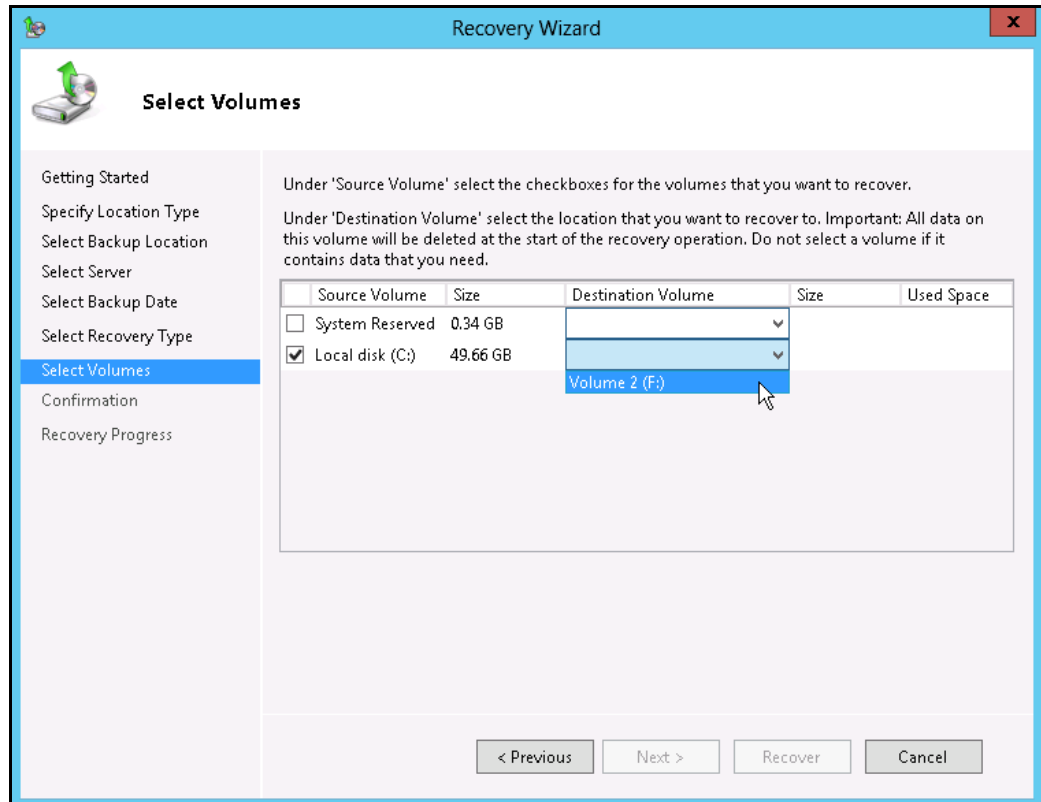 Recovery Wizard
x
Select Volumes
Getting Started
Specify Location Type
Select Backup Location
Select Server
Select Backup Date
Select Recovery Type
Select Volumes
Confirmation
Recovery Progress
Under 'Source Volume' select the checkboxes for the volumes that you want to recover.
Under 'Destination Volume' select the location that you want to recover to. Important: All data on
this volume will be deleted at the start of the recovery operation. Do not select a volume if it
contains data that you need.
Source Volume Size Destination Volume Size Used Space
System Reserved 0.34 GB
Local disk (C:) 49.66 GB
Volume 2 (F:)
< Previous Next > Recover Cancel